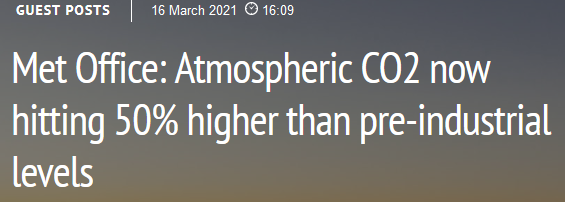 GUEST POSTS 16 March 2021 16:09
Met Office: Atmospheric CO2 now
hitting 50% higher than pre-industrial
levels